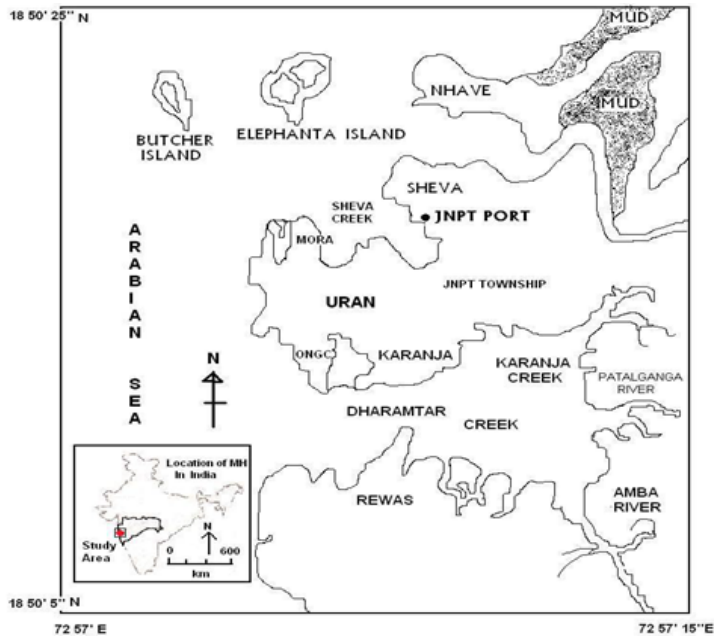 18 50' 25" N
MUD
NHAVE
MUD
BUTCHER
ISLAND
ELEPHANTA ISLAND
SHEVA
SHEVA
CREEK
JNPT PORT
MORA
ARABIAN SEA
URAN
JNPT TOWNSHIP
N
ONGC
KARANJA
KARANJA
CREEK
PATALGANGA
RIVER
DHARAMTAR
CREEK
REWAS
AMBA
RIVER
Location of MH
In India
Study
Area
N
0 600
km
18 50' 5" N
72 57' E
72 57' 15"E